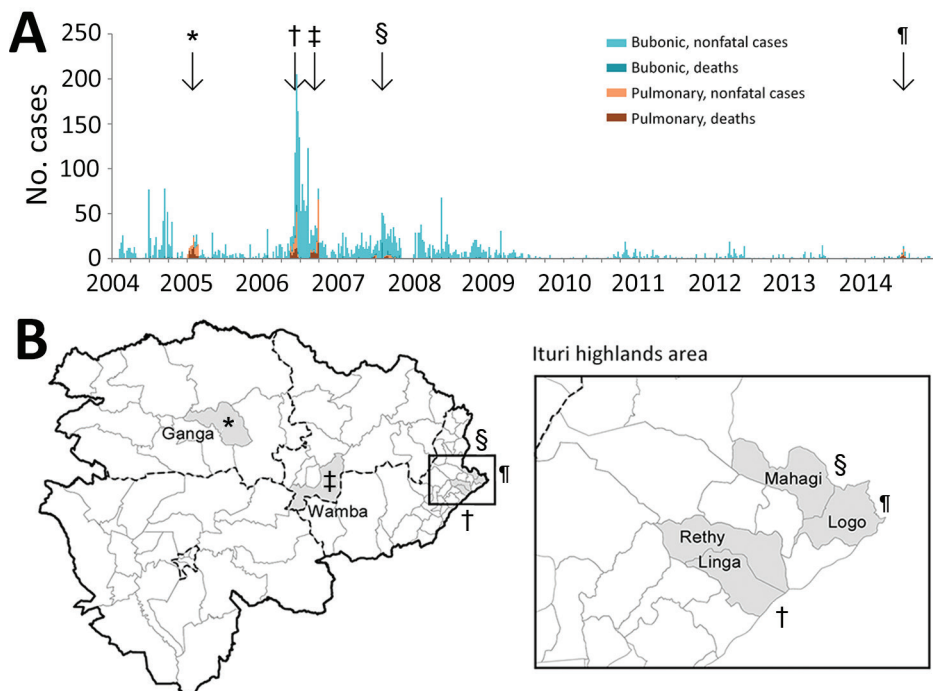 A
No. cases
250
200
150
100
50
0
* † ‡ § ¶
Bubonic, nonfatal cases
Bubonic, deaths
Pulmonary, nonfatal cases
Pulmonary, deaths
2004 2005 2006 2007 2008 2009 2010 2011 2012 2013 2014
B
Ganga *
‡
Wamba
§
¶
†
Ituri highlands area
Mahagi §
Logo ¶
Rethy
Linga
†